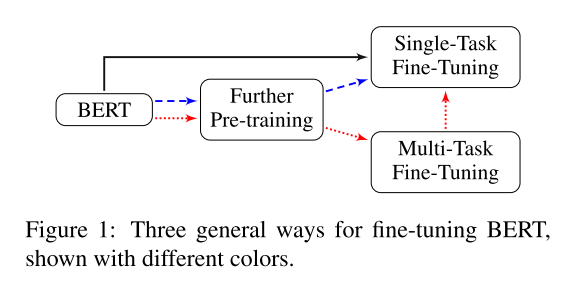 Single-Task
Fine-Tuning
BERT
Further
Pre-training
Multi-Task
Fine-Tuning
Figure 1: Three general ways for fine-tuning BERT,
shown with different colors.